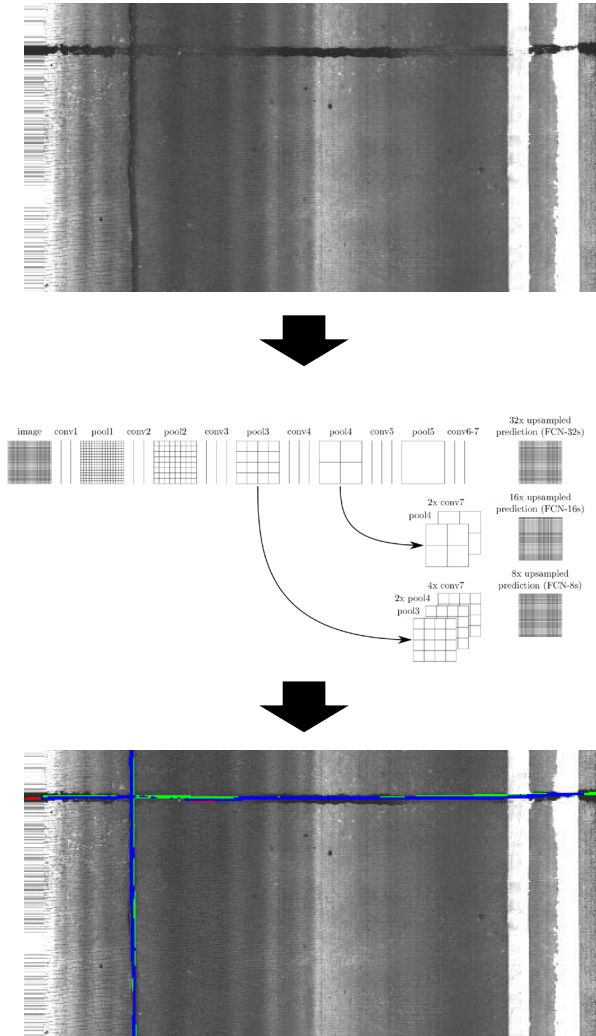 image conv1 pool1 conv2 pool2 conv3 pool3 conv4 pool4 conv5 pool5 conv6-7
32x upsampled
prediction (FCN-32s)
2x conv7
pool4
16x upsampled
prediction (FCN-16s)
4x conv7
2x pool4
pool3
8x upsampled
prediction (FCN-8s)